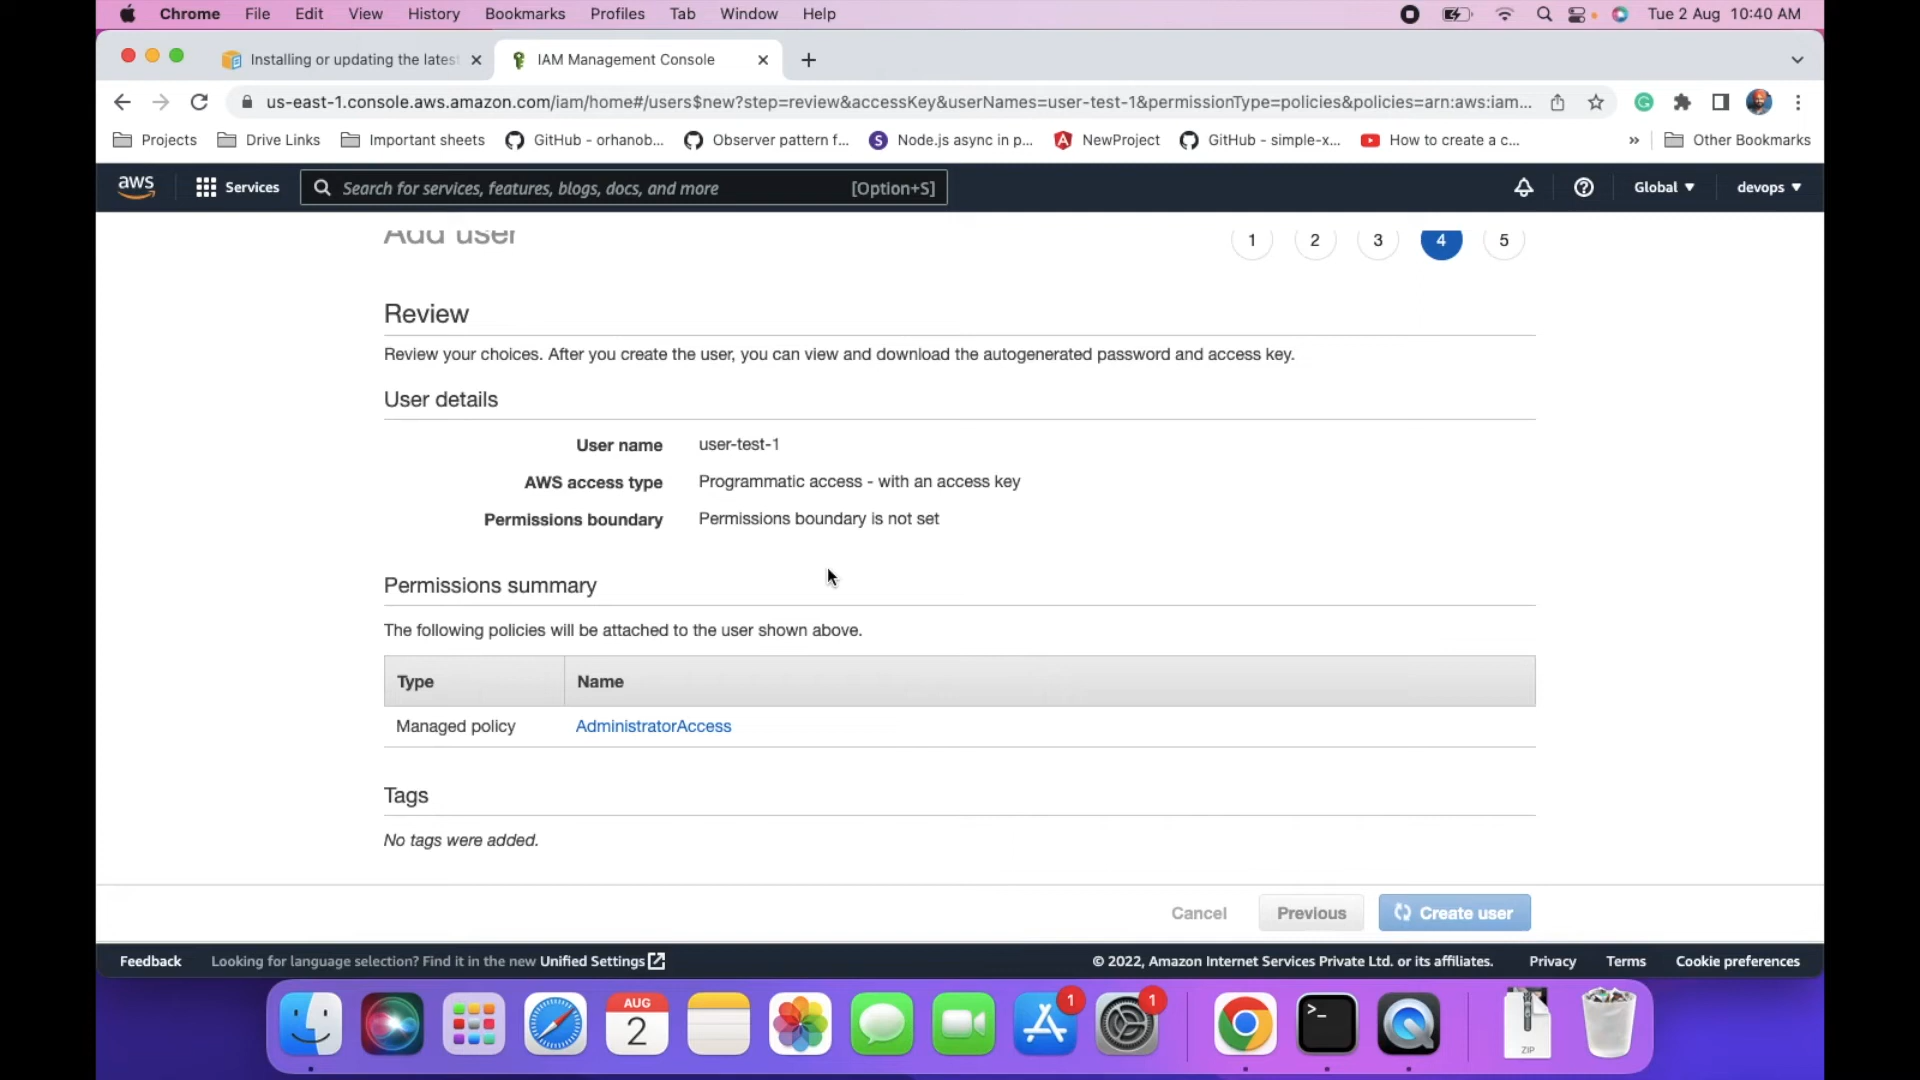 Chrome File Edit View History Bookmarks Profiles Tab Window Help Tue 2 Aug 10:40 AM
Installing or updating the lates IAM Management Console
us-east-1.console.aws.amazon.com/iam/home#/users$new?step=review&accessKey&userNames=user-test-1&permissionType=policies&policies=arn:aws:iam...
Projects Drive Links Important sheets GitHub - orhanob... Observer pattern f... S Node.js async in p... NewProject GitHub - simple-x... How to create a c... » Other Bookmarks
aws Services Search for services, features, blogs, docs, and more [Option+S] Global devops
Add user 1 2 3 4 5
Review
Review your choices. After you create the user, you can view and download the autogenerated password and access key.
User details
User name user-test-1
AWS access type Programmatic access - with an access key
Permissions boundary Permissions boundary is not set
Permissions summary
The following policies will be attached to the user shown above.
Type Name
Managed policy AdministratorAccess
Tags
No tags were added.
Cancel Previous Create user
Feedback Looking for language selection? Find it in the new Unified Settings © 2022, Amazon Internet Services Private Ltd. or its affiliates. Privacy Terms Cookie preferences
AUG 1 1
2 >_ ZIP